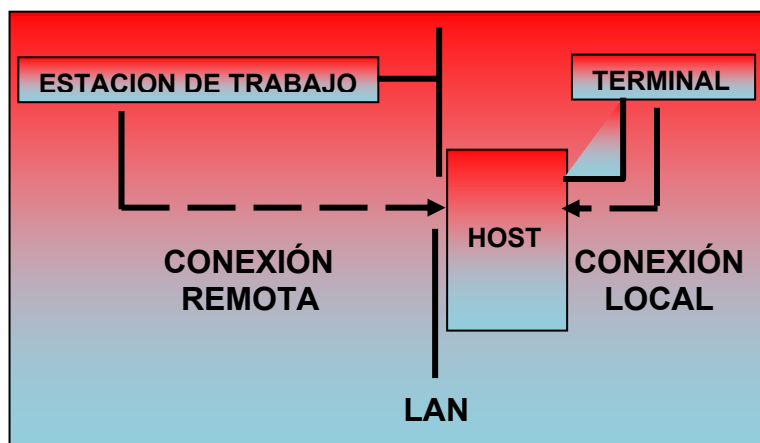 ESTACION DE TRABAJO
TERMINAL
HOST
CONEXIÓN
REMOTA
CONEXIÓN
LOCAL
LAN